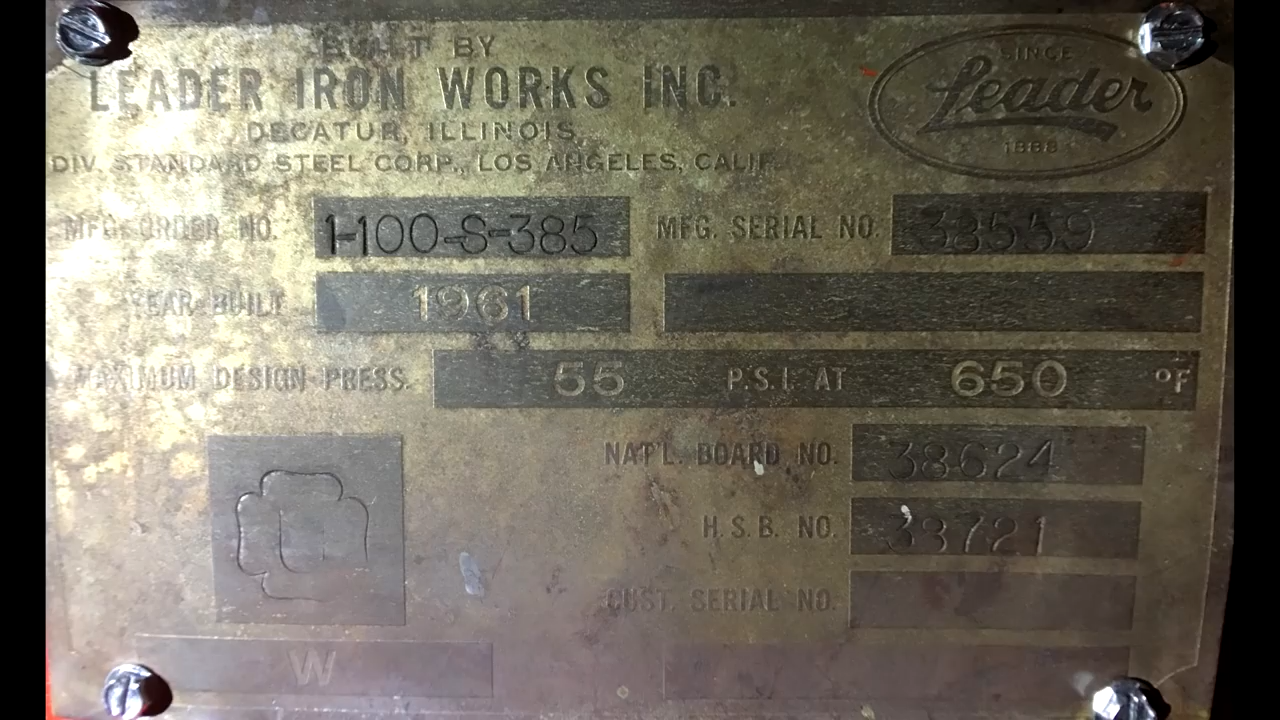 BUILT BY
LEADER IRON WORKS INC.
DECATUR, ILLINOIS
DIV. STANDARD STEEL CORP., LOS ANGELES, CALIF.
SINCE
Leader
1888
MFG. ORDER NO. 1-100-S-385 MFG. SERIAL NO. 38559
YEAR BUILT 1961
MAXIMUM DESIGN PRESS. 55 P.S.I. AT 650 °F
NAT'L. BOARD NO. 38624
U
H.S.B. NO. 38721
CUST. SERIAL NO.
W